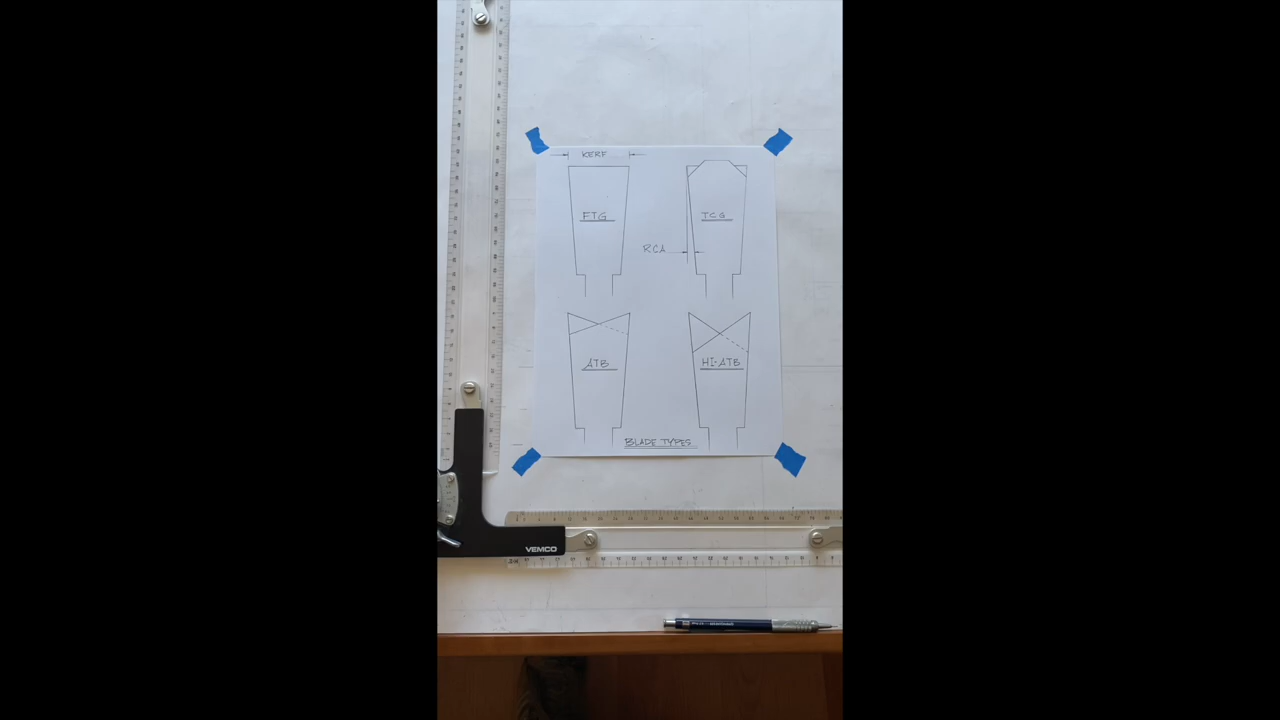 KERF
FTG
TCG
RCA
ATB
HI-ATB
BLADE TYPES
VEMCO